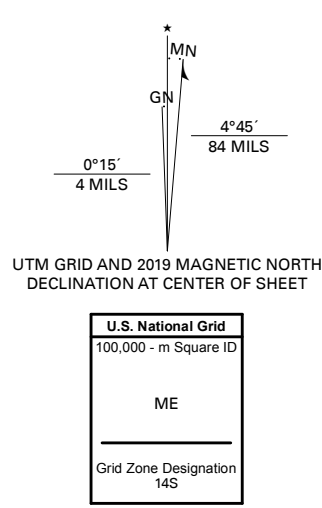 ★
MN
GN
4°45´
84 MILS
0°15´
4 MILS
UTM GRID AND 2019 MAGNETIC NORTH
DECLINATION AT CENTER OF SHEET
U.S. National Grid
100,000 - m Square ID
ME
Grid Zone Designation
14S